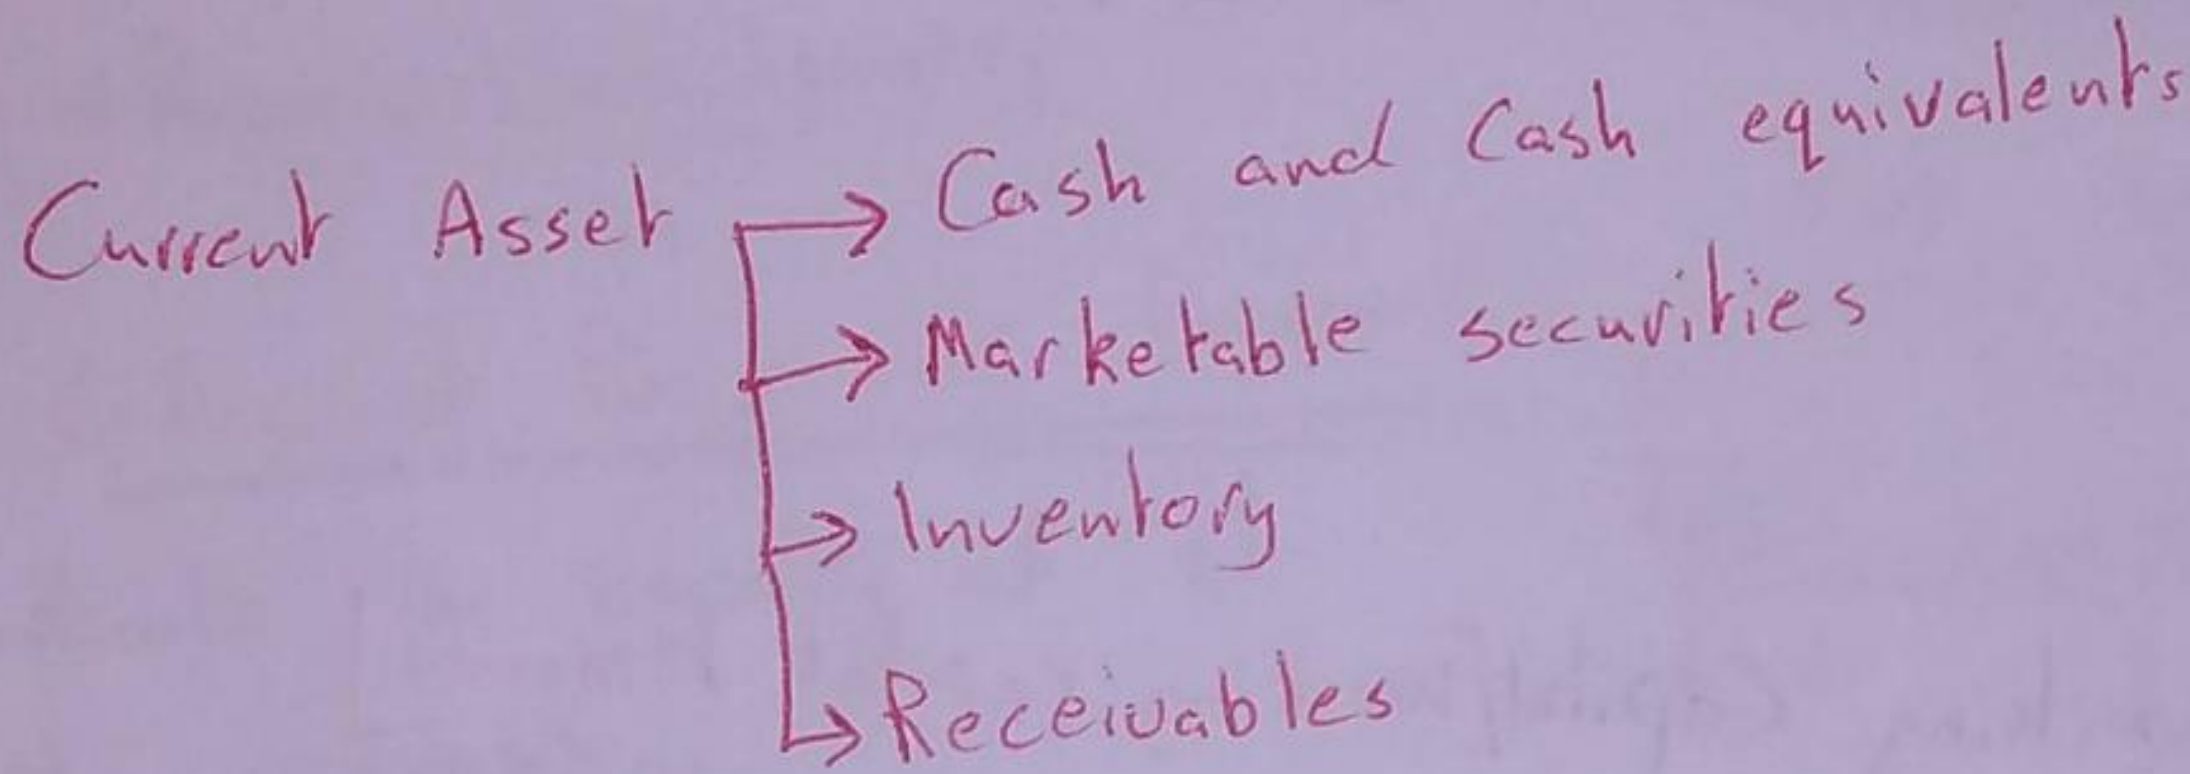 Current Asset → Cash and Cash equivalents
→ Marketable securities
→ Inventory
→ Receivables